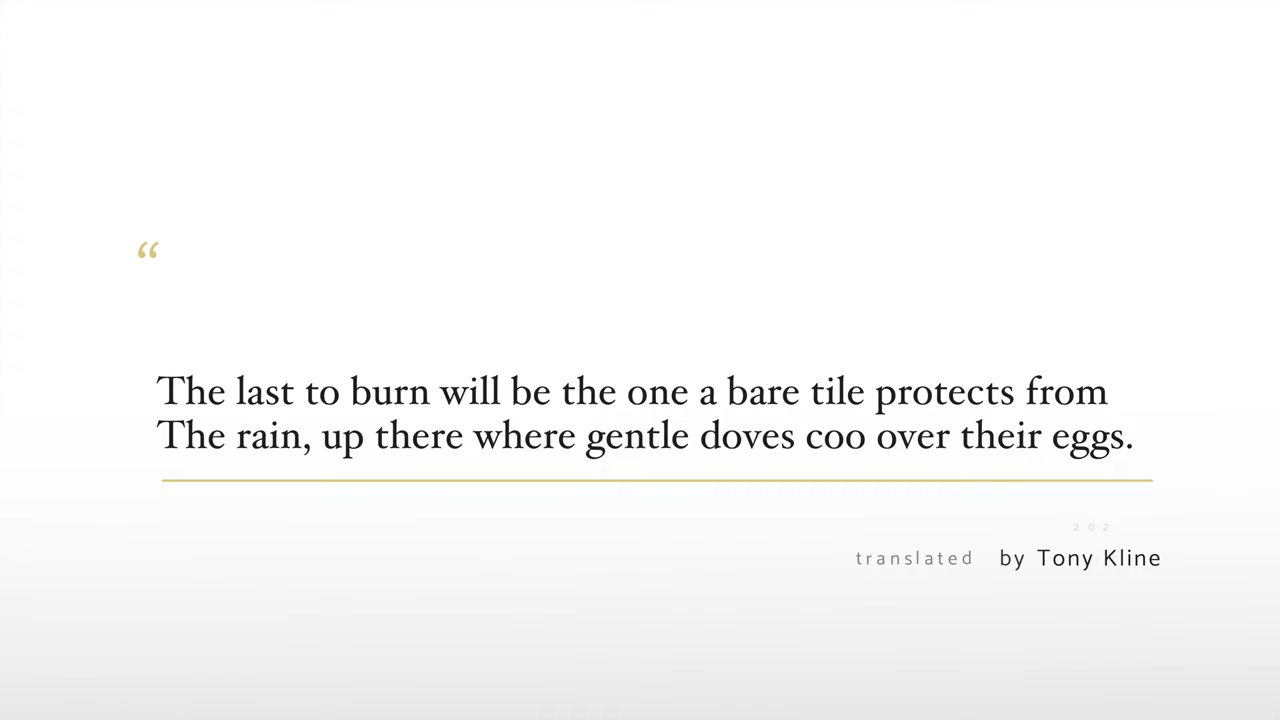 “
The last to burn will be the one a bare tile protects from
The rain, up there where gentle doves coo over their eggs.
202
translated by Tony Kline